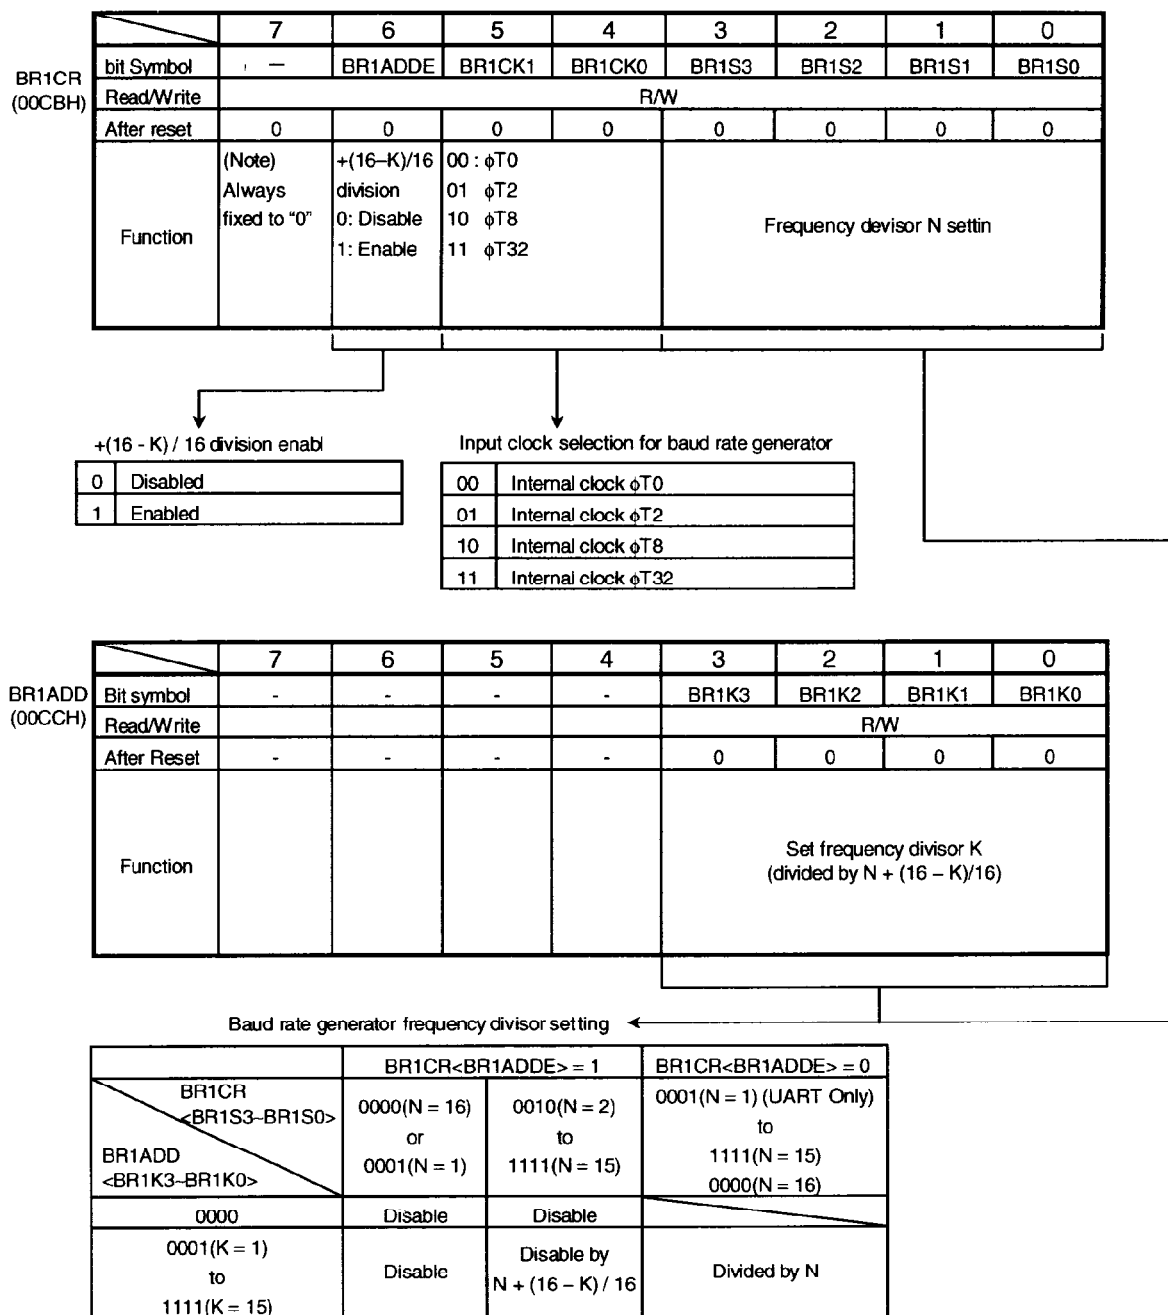 7 6 5 4 3 2 1 0
BR1CR
(00CBH)
bit Symbol — BR1ADDE BR1CK1 BR1CK0 BR1S3 BR1S2 BR1S1 BR1S0
Read/Write R/W
After reset 0 0 0 0 0 0 0 0
Function
(Note)
Always
fixed to “0”
+(16–K)/16
division
0: Disable
1: Enable
00 : ϕT0
01 ϕT2
10 ϕT8
11 ϕT32
Frequency devisor N settin
+(16 - K) / 16 division enabl
0 Disabled
1 Enabled
Input clock selection for baud rate generator
00 Internal clock ϕT0
01 Internal clock ϕT2
10 Internal clock ϕT8
11 Internal clock ϕT32
7 6 5 4 3 2 1 0
BR1ADD
(00CCH)
Bit symbol - - - - BR1K3 BR1K2 BR1K1 BR1K0
Read/Write R/W
After Reset - - - - 0 0 0 0
Function
Set frequency divisor K
(divided by N + (16 – K)/16)
Baud rate generator frequency divisor setting
BR1CR<BR1ADDE> = 1 BR1CR<BR1ADDE> = 0
BR1CR
<BR1S3~BR1S0>
BR1ADD
<BR1K3~BR1K0>
0000(N = 16)
or
0001(N = 1)
0010(N = 2)
to
1111(N = 15)
0001(N = 1) (UART Only)
to
1111(N = 15)
0000(N = 16)
0000 Disable Disable
0001(K = 1)
to
1111(K = 15)
Disable
Disable by
N + (16 – K) / 16
Divided by N